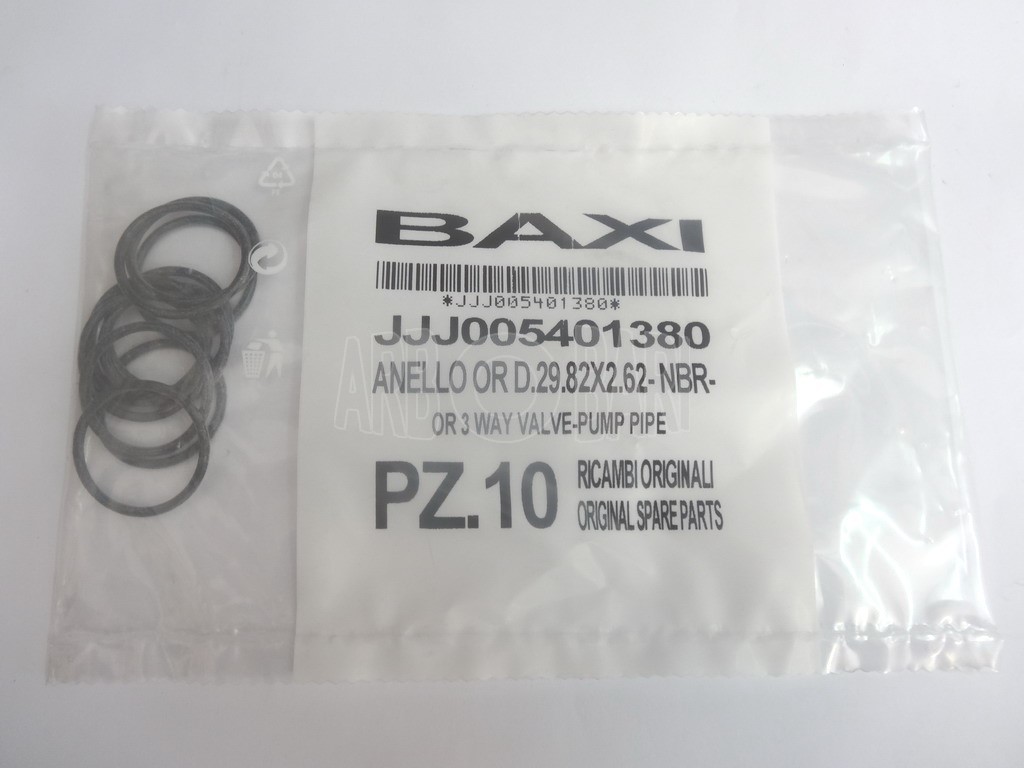 BAXI
*JJJ005401380*
JJJ005401380
ANELLO OR D.29.82X2.62- NBR-
OR 3 WAY VALVE-PUMP PIPE
PZ.10
RICAMBI ORIGINALI
ORIGINAL SPARE PARTS